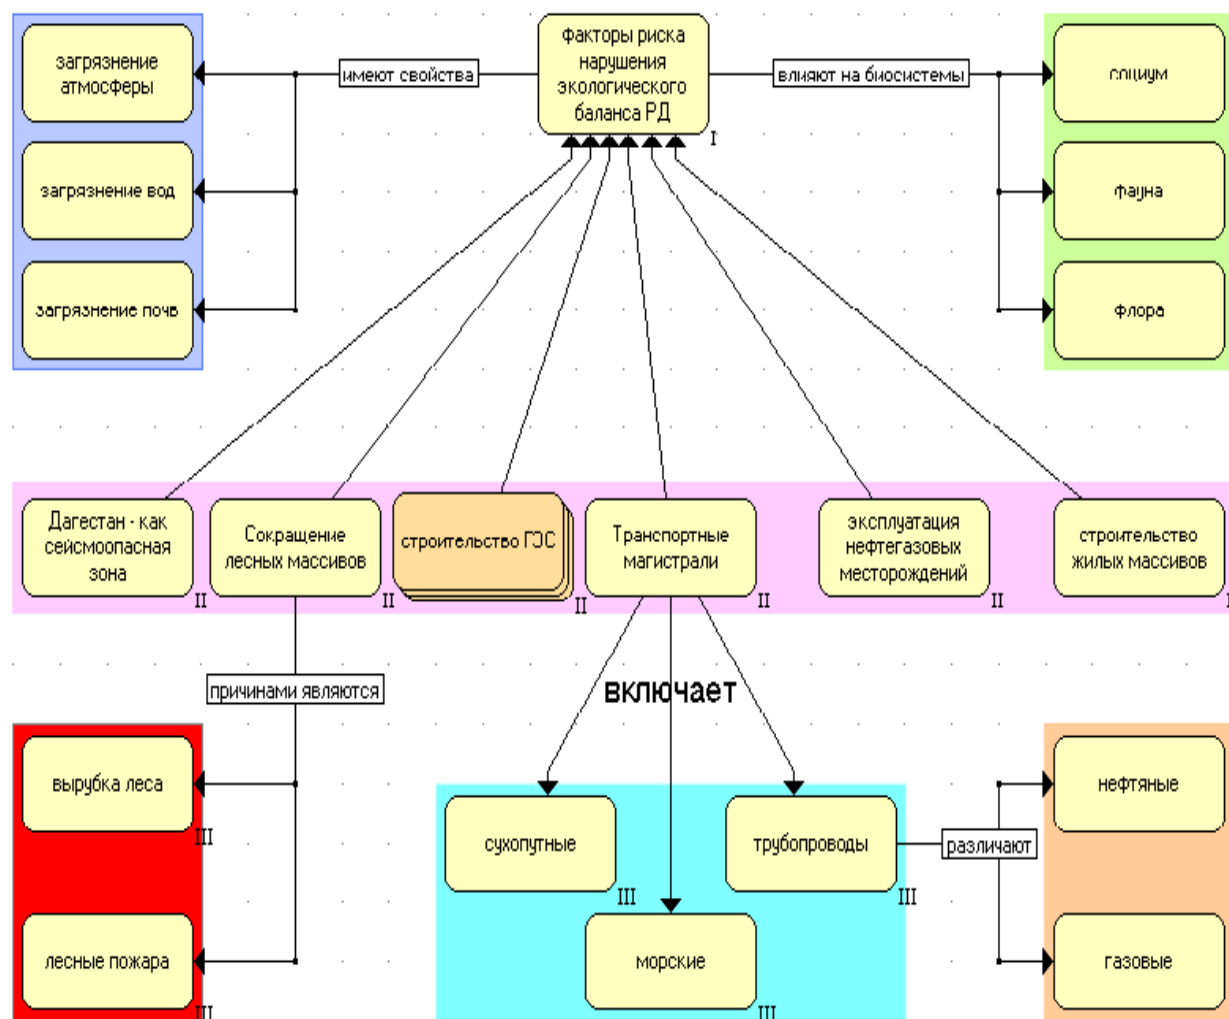 загрязнение
атмосферы
имеют свойства
факторы риска
нарушения
экологического
баланса РД
I
влияют на биосистемы
социум
загрязнение вод
фауна
загрязнение почв
флора
Дагестан - как
сейсмоопасная
зона
II
Сокращение
лесных массивов
II
строительство ГЭС
II
Транспортные
магистрали
II
эксплуатация
нефтегазовых
месторождений
II
строительство
жилых массивов
причинами являются
включает
вырубка леса
III
лесные пожара
III
сухопутные
III
трубопроводы
III
морские
III
различают
нефтяные
газовые